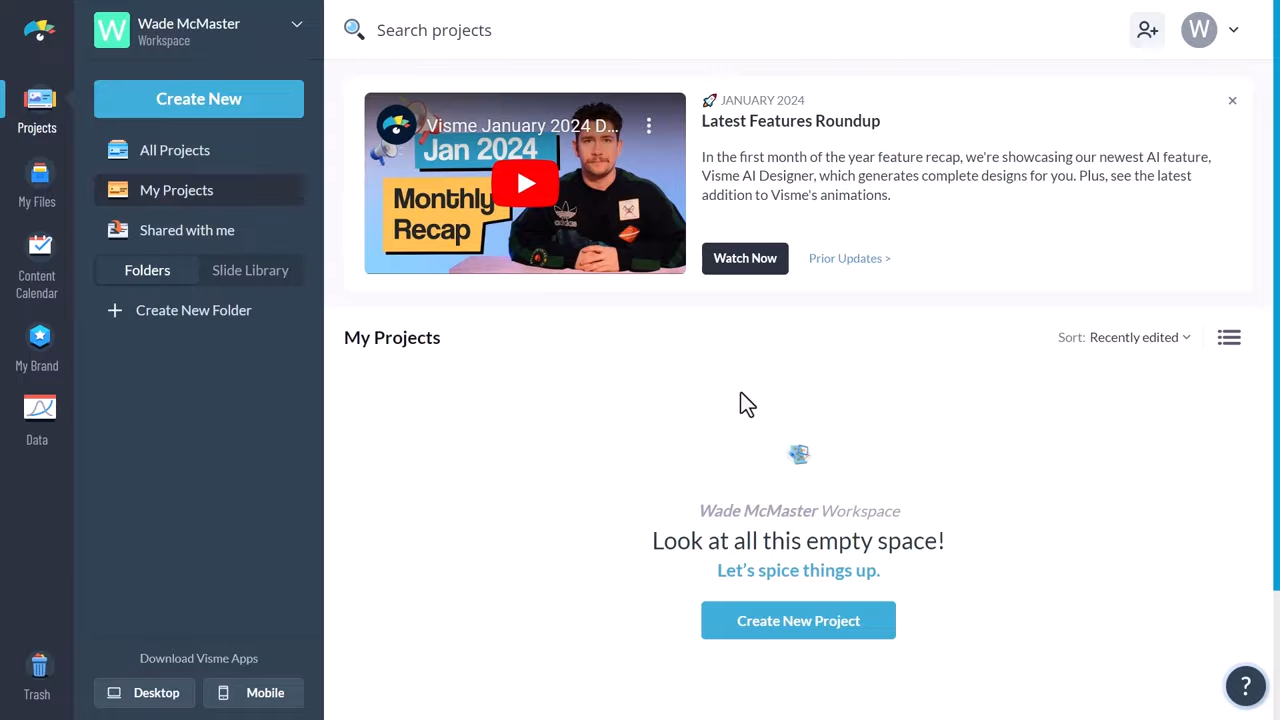 W
Wade McMaster
Workspace
Search projects
W
Projects
My Files
Content
Calendar
My Brand
Data
Trash
Create New
All Projects
My Projects
Shared with me
Folders
Slide Library
Create New Folder
Download Visme Apps
Desktop
Mobile
Visme January 2024 D...
Jan 2024
Monthly
Recap
adidas
JANUARY 2024
Latest Features Roundup
In the first month of the year feature recap, we're showcasing our newest AI feature,
Visme AI Designer, which generates complete designs for you. Plus, see the latest
addition to Visme's animations.
Watch Now
Prior Updates >
My Projects
Sort: Recently edited
Wade McMaster Workspace
Look at all this empty space!
Let's spice things up.
Create New Project
?